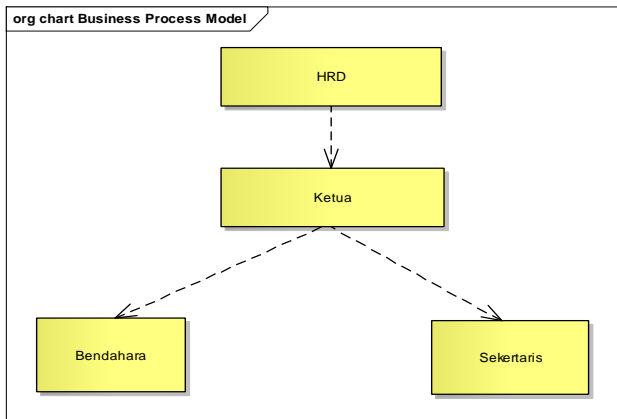 org chart Business Process Model
HRD
Ketua
Bendahara
Sekertaris